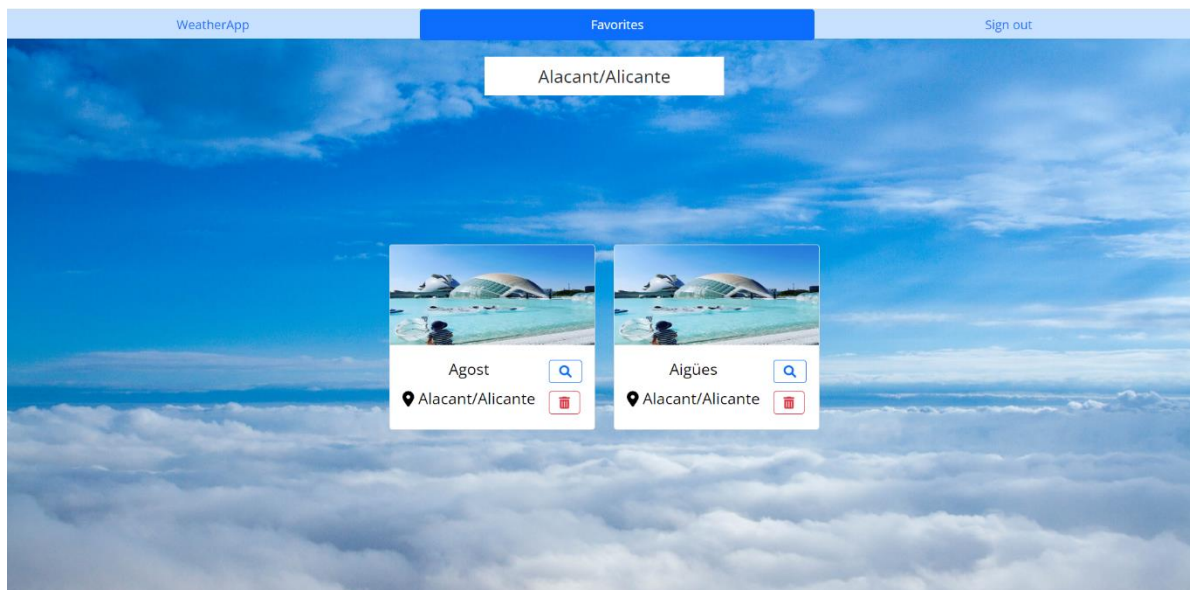 WeatherApp
Favorites
Sign out
Alacant/Alicante
Agost
Alacant/Alicante
Aigües
Alacant/Alicante